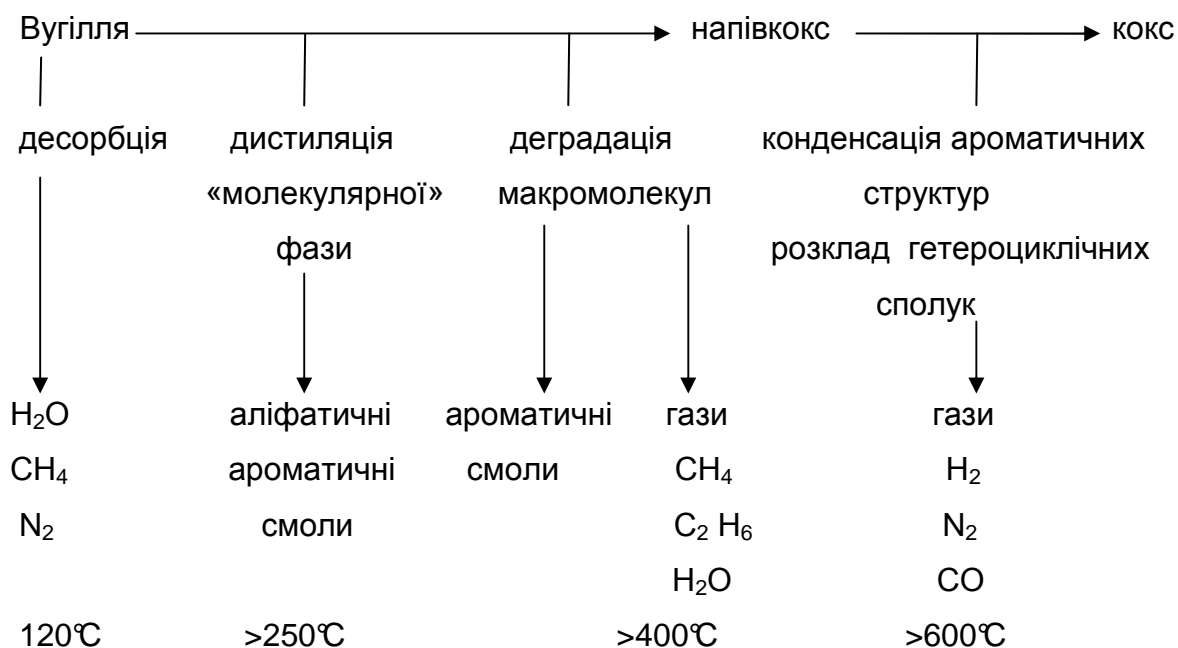 Вугілля напівкокс кокс
десорбція дистиляція деградація конденсація ароматичних
«молекулярної» макромолекул структур
фази розклад гетероциклічних
сполук
H₂O аліфатичні ароматичні гази гази
CH₄ ароматичні смоли CH₄ H₂
N₂ смоли C₂ H₆ N₂
H₂O CO
120℃ >250℃ >400℃ >600℃